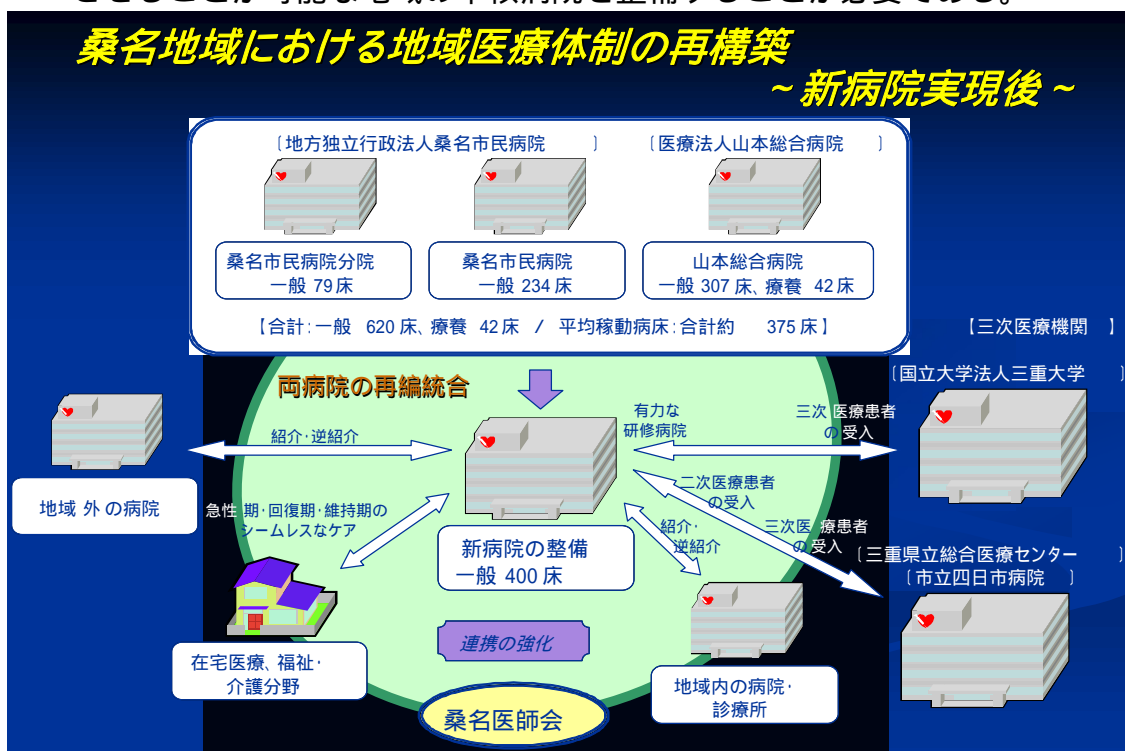 桑名地域における地域医療体制の再構築
~新病院実現後~
〔地方独立行政法人桑名市民病院 〕
〔医療法人山本総合病院 〕
桑名市民病院分院
一般 79床
桑名市民病院
一般 234床
山本総合病院
一般 307床、療養 42床
【合計:一般 620床、療養 42床 / 平均稼動病床:合計約 375床】
【三次医療機関 】
両病院の再編統合
〔国立大学法人三重大学 〕
有力な
研修病院
三次医療患者
の受入
紹介・逆紹介
地域外の病院
急性期・回復期・維持期の
シームレスなケア
二次医療患者
の受入
紹介・
逆紹介
三次医療患者
の受入
新病院の整備
一般 400床
〔三重県立総合医療センター 〕
〔市立四日市病院 〕
連携の強化
在宅医療、福祉・
介護分野
地域内の病院・
診療所
桑名医師会